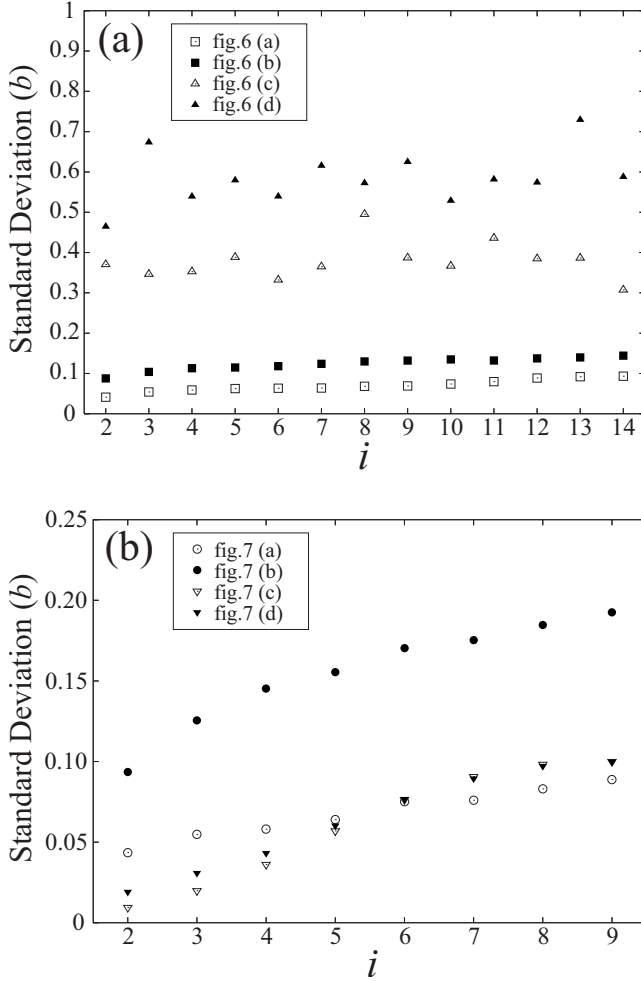 (a)
fig.6 (a)
fig.6 (b)
fig.6 (c)
fig.6 (d)
1
0.9
0.8
0.7
0.6
0.5
0.4
0.3
0.2
0.1
0
Standard Deviation (b)
2 3 4 5 6 7 8 9 10 11 12 13 14
i
(b)
fig.7 (a)
fig.7 (b)
fig.7 (c)
fig.7 (d)
0.25
0.20
0.15
0.10
0.05
0
Standard Deviation (b)
2 3 4 5 6 7 8 9
i